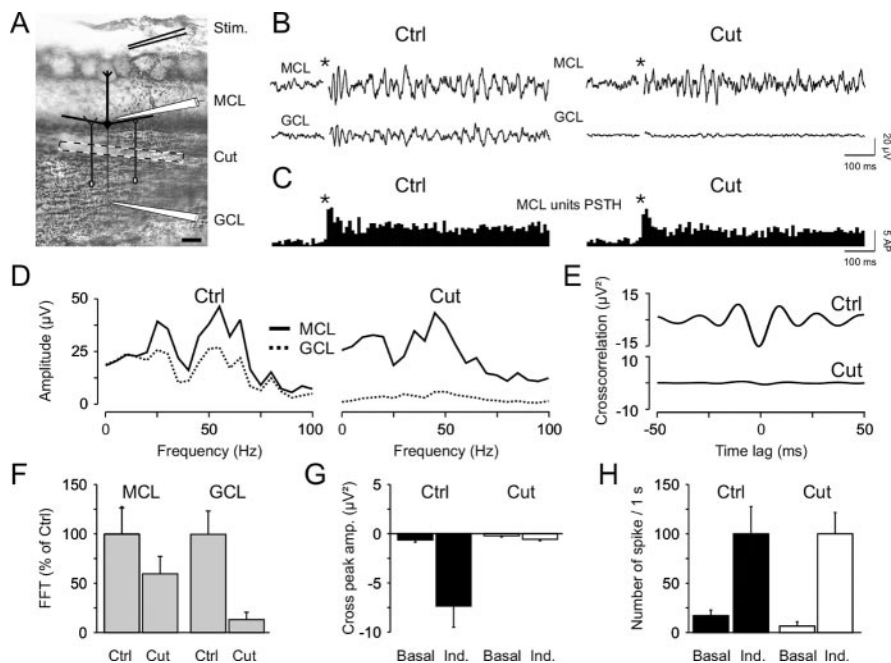 A
Stim.
MCL
Cut
GCL
B
Ctrl
Cut
*
MCL
GCL
*
MCL
GCL
20 µV
100 ms
C
Ctrl
Cut
*
MCL units PSTH
*
5 AP
100 ms
D
Ctrl
Cut
Amplitude (µV)
50
25
0
MCL
GCL
0
50
100
0
50
100
Frequency (Hz)
Frequency (Hz)
E
Crosscorrelation (µV²)
15
-15
Ctrl
10
-10
Cut
-50
0
50
Time lag (ms)
F
MCL
GCL
FFT (% of Ctrl)
150
100
50
0
Ctrl Cut Ctrl Cut
G
Ctrl
Cut
Cross peak amp. (µV²)
5
0
-5
-10
Basal Ind. Basal Ind.
H
Ctrl
Cut
Number of spike / 1 s
150
100
50
0
Basal Ind. Basal Ind.